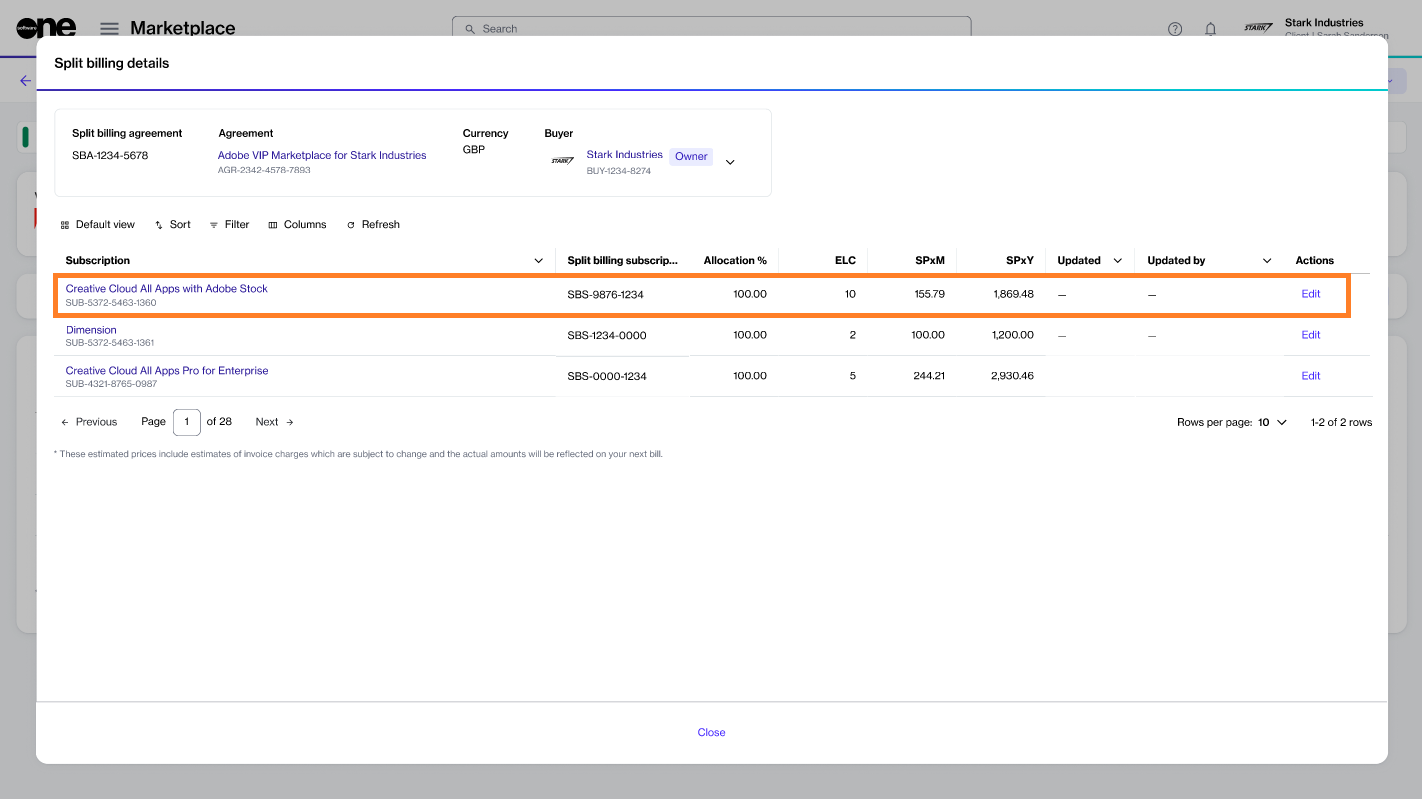 software one
Marketplace
Search
STARK
Stark Industries
Client | Sarah Sanderson
Split billing details
Split billing agreement
SBA-1234-5678
Agreement
Adobe VIP Marketplace for Stark Industries
AGR-2342-4578-7893
Currency
GBP
Buyer
STARK
Stark Industries Owner
BUY-1234-8274
Default view Sort Filter Columns Refresh
Subscription Split billing subscrip... Allocation % ELC SPxM SPxY Updated Updated by Actions
Creative Cloud All Apps with Adobe Stock
SUB-5372-5463-1360
SBS-9876-1234 100.00 10 155.79 1,869.48 — — Edit
Dimension
SUB-5372-5463-1361
SBS-1234-0000 100.00 2 100.00 1,200.00 — — Edit
Creative Cloud All Apps Pro for Enterprise
SUB-4321-8765-0987
SBS-0000-1234 100.00 5 244.21 2,930.46 Edit
Previous Page 1 of 28 Next Rows per page: 10 1-2 of 2 rows
* These estimated prices include estimates of invoice charges which are subject to change and the actual amounts will be reflected on your next bill.
Close